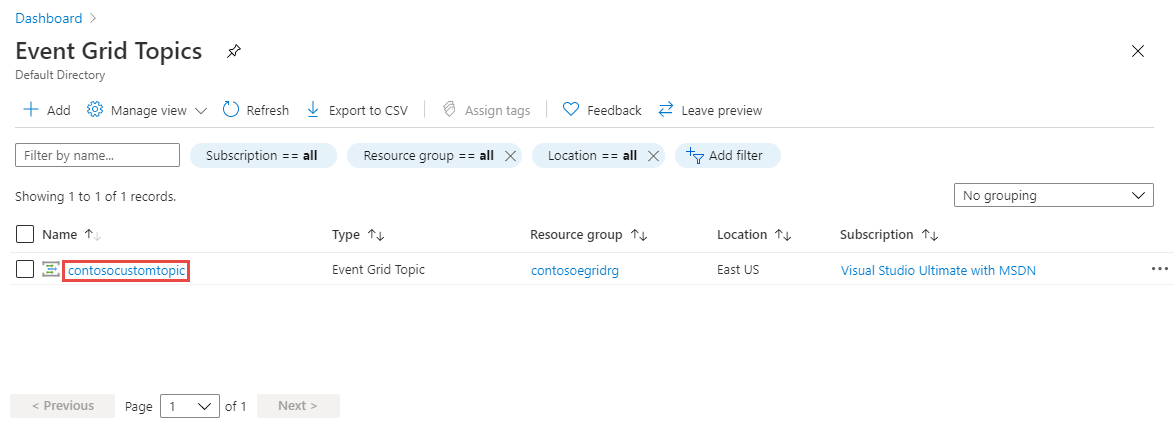 Dashboard >
Event Grid Topics
Default Directory
Add Manage view Refresh Export to CSV Assign tags Feedback Leave preview
Filter by name... Subscription == all Resource group == all Location == all Add filter
Showing 1 to 1 of 1 records. No grouping
Name Type Resource group Location Subscription
contosocustomtopic Event Grid Topic contosoegridrg East US Visual Studio Ultimate with MSDN
< Previous Page 1 of 1 Next >